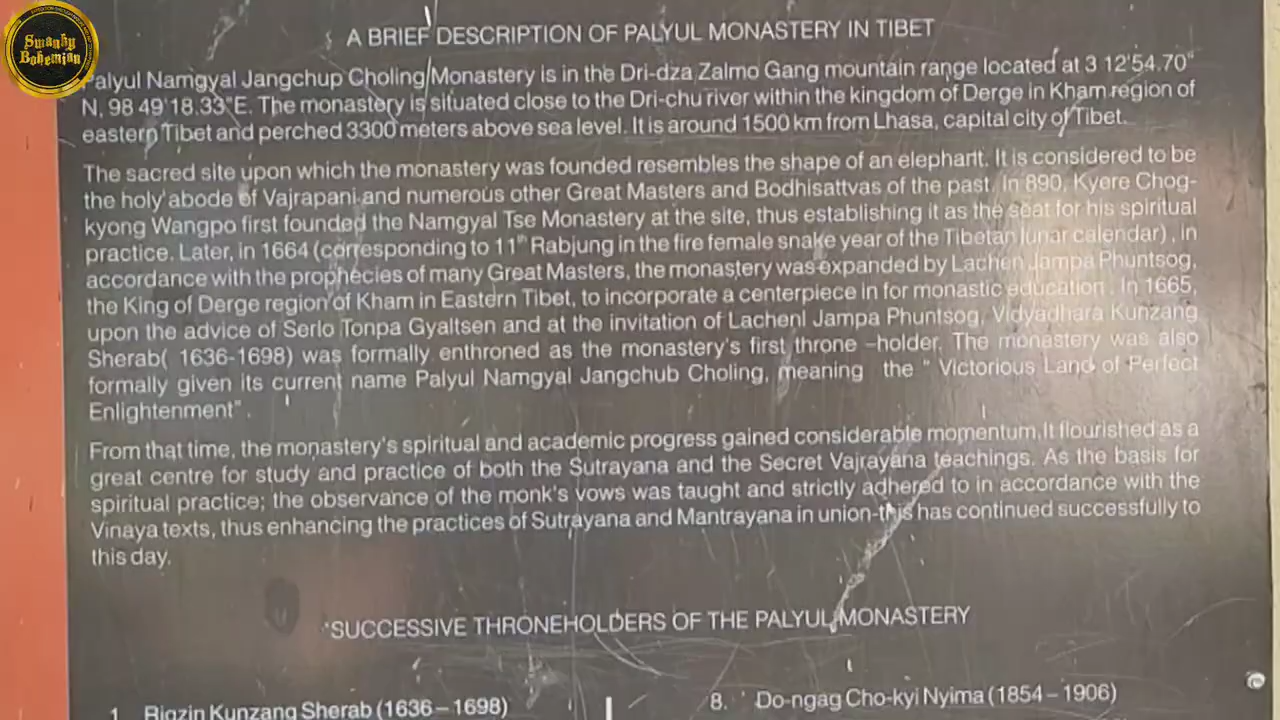 Swanky
Bohemian
A BRIEF DESCRIPTION OF PALYUL MONASTERY IN TIBET
Palyul Namgyal Jangchup Choling Monastery is in the Dri-dza Zalmo Gang mountain range located at 3 12'54.70"
N, 98 49'18.33"E. The monastery is situated close to the Dri-chu river within the kingdom of Derge in Kham region of
eastern Tibet and perched 3300 meters above sea level. It is around 1500 km from Lhasa, capital city of Tibet.
The sacred site upon which the monastery was founded resembles the shape of an elephant. It is considered to be
the holy abode of Vajrapani and numerous other Great Masters and Bodhisattvas of the past. In 890, Kyere Chog-
kyong Wangpo first founded the Namgyal Tse Monastery at the site, thus establishing it as the seat for his spiritual
practice. Later, in 1664 (corresponding to 11th Rabjung in the fire female snake year of the Tibetan lunar calendar) , in
accordance with the prophecies of many Great Masters, the monastery was expanded by Lachen Jampa Phuntsog,
the King of Derge region of Kham in Eastern Tibet, to incorporate a centerpiece in for monastic education . In 1665,
upon the advice of Serlo Tonpa Gyaltsen and at the invitation of Lachenl Jampa Phuntsog, Vidyadhara Kunzang
Sherab( 1636-1698) was formally enthroned as the monastery's first throne –holder. The monastery was also
formally given its current name Palyul Namgyal Jangchub Choling, meaning the " Victorious Land of Perfect
Enlightenment" .
From that time, the monastery's spiritual and academic progress gained considerable momentum.It flourished as a
great centre for study and practice of both the Sutrayana and the Secret Vajrayana teachings. As the basis for
spiritual practice; the observance of the monk's vows was taught and strictly adhered to in accordance with the
Vinaya texts, thus enhancing the practices of Sutrayana and Mantrayana in union-this has continued successfully to
this day.
SUCCESSIVE THRONEHOLDERS OF THE PALYUL MONASTERY
1 Rigzin Kunzang Sherab (1636 – 1698)
8. Do-ngag Cho-kyi Nyima (1854 – 1906)